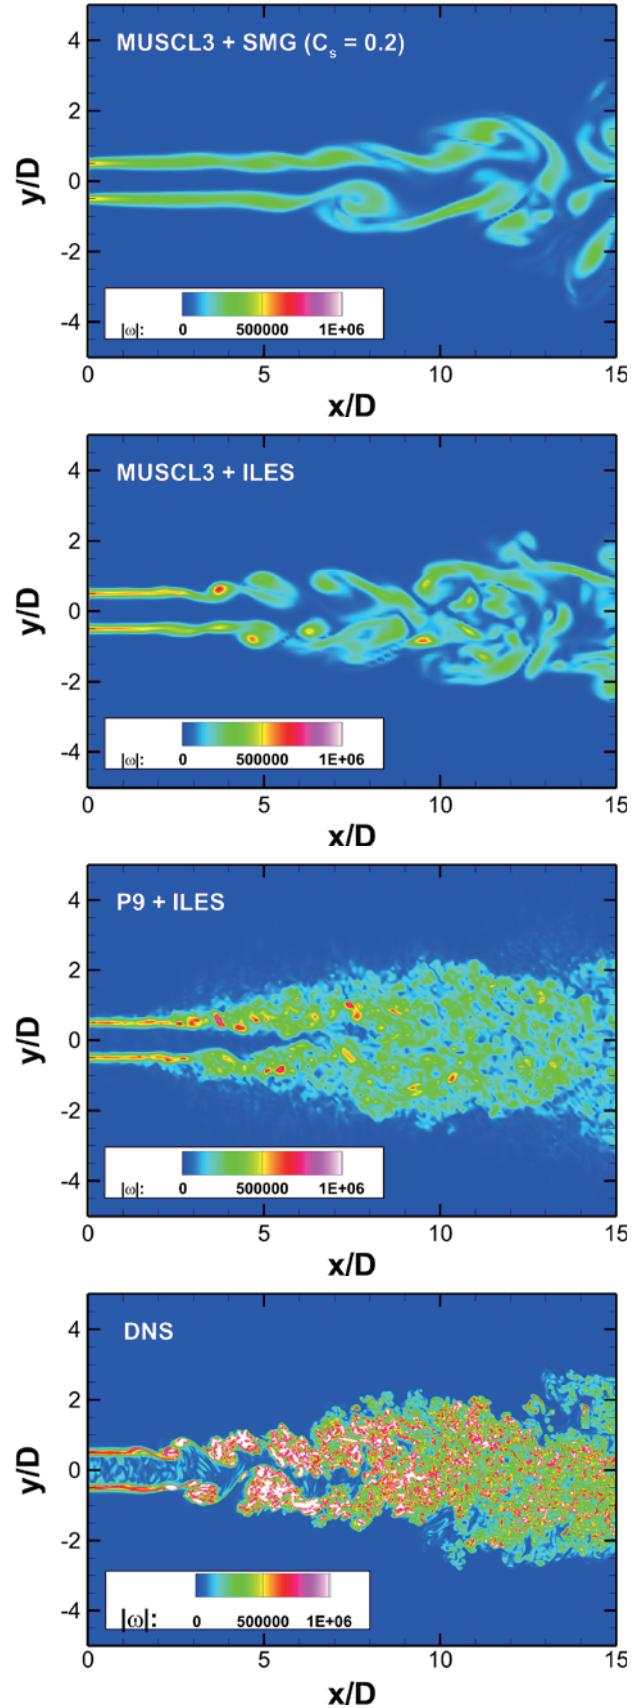 MUSCL3 + SMG (Cs = 0.2)
4
2
0
-2
-4
y/D
|ω|: 0 500000 1E+06
0 5 10 15
x/D
MUSCL3 + ILES
4
2
0
-2
-4
y/D
|ω|: 0 500000 1E+06
0 5 10 15
x/D
P9 + ILES
4
2
0
-2
-4
y/D
|ω|: 0 500000 1E+06
0 5 10 15
x/D
DNS
4
2
0
-2
-4
y/D
|ω|: 0 500000 1E+06
0 5 10 15
x/D